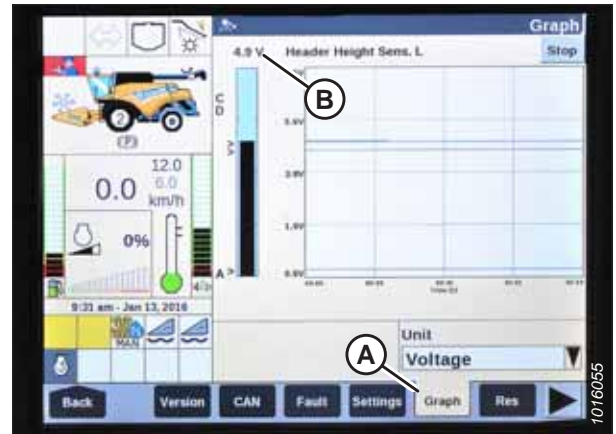 Graph
4.9 V
Header Height Sens. L
Stop
B
C
D
2
(P)
12.0
6.0
0.0
km/h
0%
A
9:31 am - Jan 13, 2016
MAN
Unit
A
Voltage
Back
Version
CAN
Fault
Settings
Graph
Res
1016055